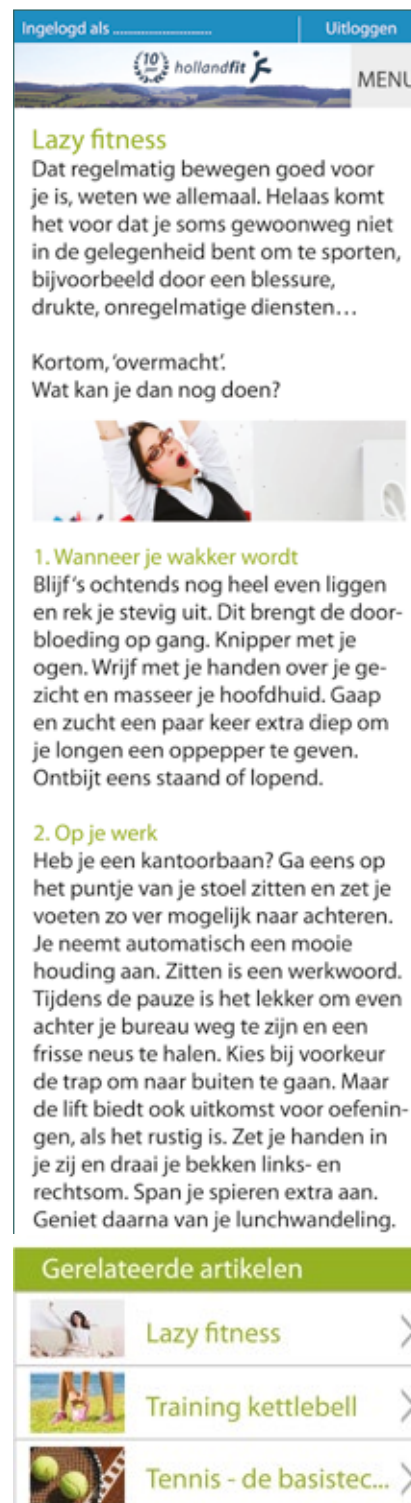 Ingelogd als ............................
Uitloggen
10
hollandfit
MENU
Lazy fitness
Dat regelmatig bewegen goed voor
je is, weten we allemaal. Helaas komt
het voor dat je soms gewoonweg niet
in de gelegenheid bent om te sporten,
bijvoorbeeld door een blessure,
drukte, onregelmatige diensten…
Kortom, ‘overmacht’.
Wat kan je dan nog doen?
1. Wanneer je wakker wordt
Blijf ‘s ochtends nog heel even liggen
en rek je stevig uit. Dit brengt de door-
bloeding op gang. Knipper met je
ogen. Wrijf met je handen over je ge-
zicht en masseer je hoofdhuid. Gaap
en zucht een paar keer extra diep om
je longen een oppepper te geven.
Ontbijt eens staand of lopend.
2. Op je werk
Heb je een kantoorbaan? Ga eens op
het puntje van je stoel zitten en zet je
voeten zo ver mogelijk naar achteren.
Je neemt automatisch een mooie
houding aan. Zitten is een werkwoord.
Tijdens de pauze is het lekker om even
achter je bureau weg te zijn en een
frisse neus te halen. Kies bij voorkeur
de trap om naar buiten te gaan. Maar
de lift biedt ook uitkomst voor oefenin-
gen, als het rustig is. Zet je handen in
je zij en draai je bekken links- en
rechtsom. Span je spieren extra aan.
Geniet daarna van je lunchwandeling.
Gerelateerde artikelen
Lazy fitness
Training kettlebell
Tennis - de basistec...